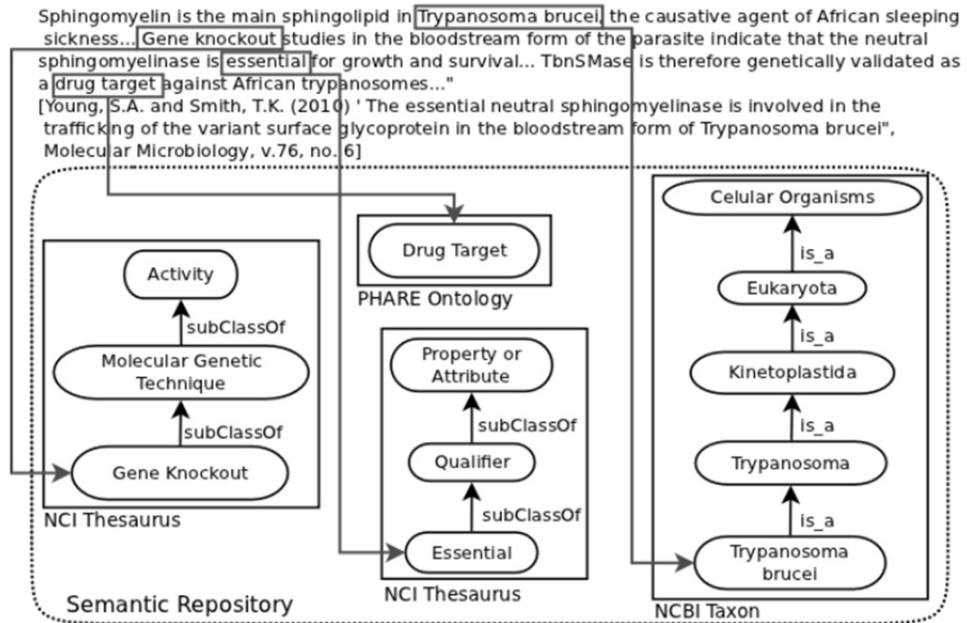 Sphingomyelin is the main sphingolipid in Trypanosoma brucei, the causative agent of African sleeping
sickness... Gene knockout studies in the bloodstream form of the parasite indicate that the neutral
sphingomyelinase is essential for growth and survival... TbnSMase is therefore genetically validated as
a drug target against African trypanosomes..."
[Young, S.A. and Smith, T.K. (2010) ' The essential neutral sphingomyelinase is involved in the
trafficking of the variant surface glycoprotein in the bloodstream form of Trypanosoma brucei",
Molecular Microbiology, v.76, no. 6]
Activity
subClassOf
Molecular Genetic
Technique
subClassOf
Gene Knockout
NCI Thesaurus
Drug Target
PHARE Ontology
Property or
Attribute
subClassOf
Qualifier
subClassOf
Essential
NCI Thesaurus
Celular Organisms
is_a
Eukaryota
is_a
Kinetoplastida
is_a
Trypanosoma
is_a
Trypanosoma
brucei
NCBI Taxon
Semantic Repository